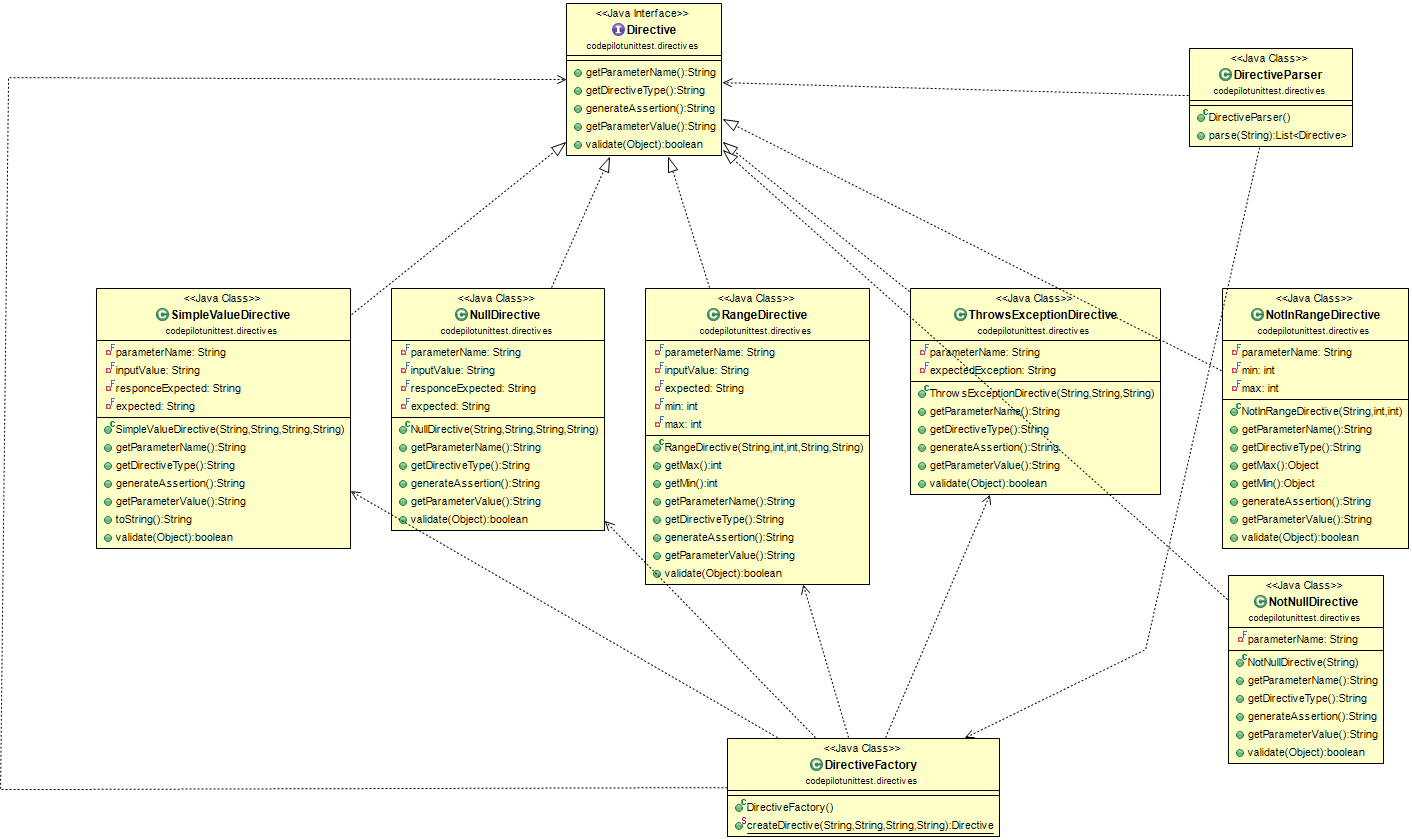 <<Java Interface>>
Directive
codepilotunittest.directives
getParameterName():String
getDirectiveType():String
generateAssertion():String
getParameterValue():String
validate(Object):boolean
<<Java Class>>
DirectiveParser
codepilotunittest.directives
DirectiveParser()
parse(String):List<Directive>
<<Java Class>>
SimpleValueDirective
codepilotunittest.directives
parameterName: String
inputValue: String
responceExpected: String
expected: String
SimpleValueDirective(String,String,String,String)
getParameterName():String
getDirectiveType():String
generateAssertion():String
getParameterValue():String
toString():String
validate(Object):boolean
<<Java Class>>
NullDirective
codepilotunittest.directives
parameterName: String
inputValue: String
responceExpected: String
expected: String
NullDirective(String,String,String,String)
getParameterName():String
getDirectiveType():String
generateAssertion():String
getParameterValue():String
validate(Object):boolean
<<Java Class>>
RangeDirective
codepilotunittest.directives
parameterName: String
inputValue: String
expected: String
min: int
max: int
RangeDirective(String,int,int,String,String)
getMax():int
getMin():int
getParameterName():String
getDirectiveType():String
generateAssertion():String
getParameterValue():String
validate(Object):boolean
<<Java Class>>
ThrowsExceptionDirective
codepilotunittest.directives
parameterName: String
expectedException: String
ThrowsExceptionDirective(String,String,String)
getParameterName():String
getDirectiveType():String
generateAssertion():String
getParameterValue():String
validate(Object):boolean
<<Java Class>>
NotInRangeDirective
codepilotunittest.directives
parameterName: String
min: int
max: int
NotInRangeDirective(String,int,int)
getParameterName():String
getDirectiveType():String
getMax():Object
getMin():Object
generateAssertion():String
getParameterValue():String
validate(Object):boolean
<<Java Class>>
NotNullDirective
codepilotunittest.directives
parameterName: String
NotNullDirective(String)
getParameterName():String
getDirectiveType():String
generateAssertion():String
getParameterValue():String
validate(Object):boolean
<<Java Class>>
DirectiveFactory
codepilotunittest.directives
DirectiveFactory()
createDirective(String,String,String,String):Directive